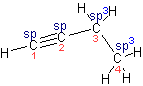 H sp³ H
sp sp
H C C C sp³
1 2 3 H
C H
H 4